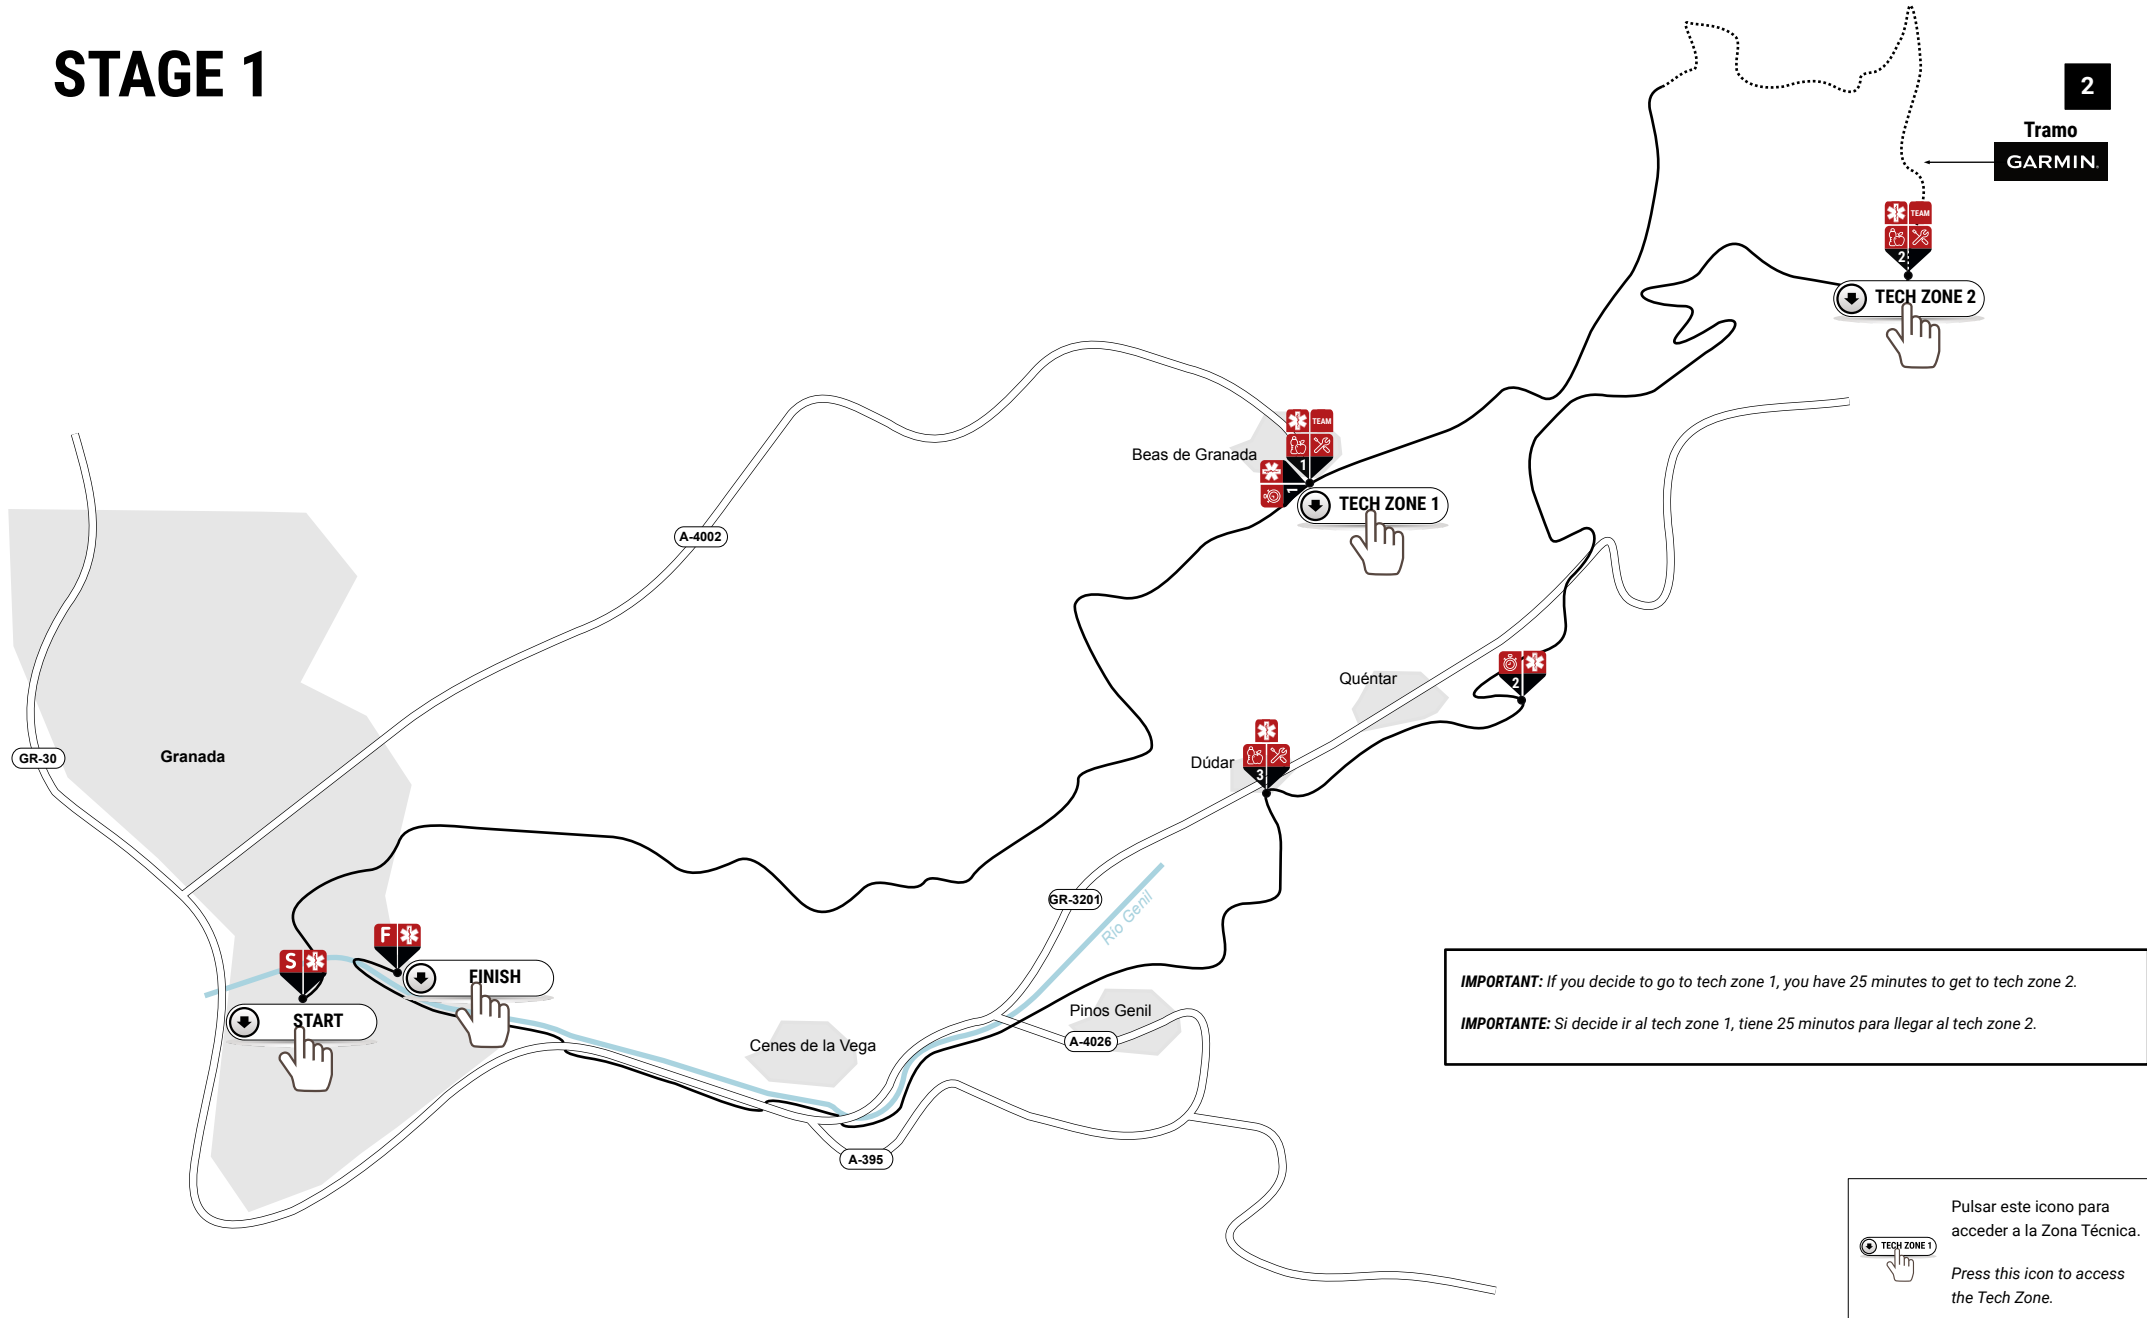 STAGE 1
2
Tramo
GARMIN.
TEAM
2
TECH ZONE 2
Beas de Granada
TEAM
1
1
TECH ZONE 1
A-4002
Quéntar
2
Dúdar
3
GR-30
Granada
GR-3201
Río Genil
S
F
FINISH
START
Pinos Genil
Cenes de la Vega
A-4026
A-395
IMPORTANT: If you decide to go to tech zone 1, you have 25 minutes to get to tech zone 2.
IMPORTANTE: Si decide ir al tech zone 1, tiene 25 minutos para llegar al tech zone 2.
Pulsar este icono para
acceder a la Zona Técnica.
TECH ZONE 1
Press this icon to access
the Tech Zone.